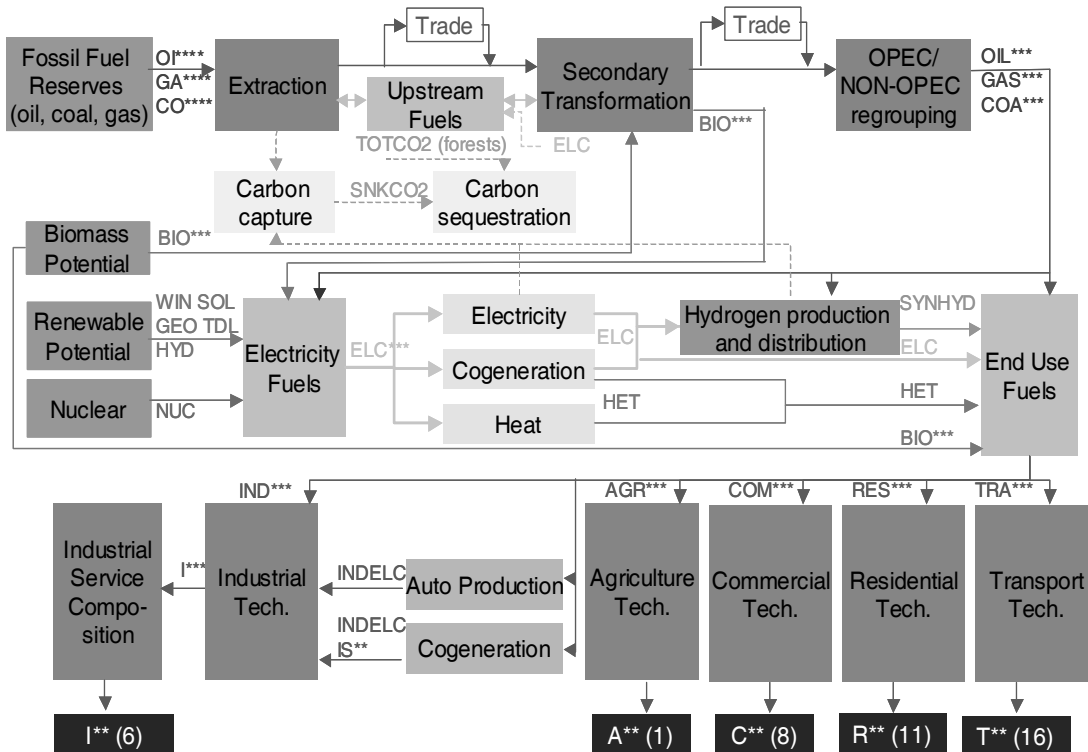 Trade
Trade
Fossil Fuel
Reserves
(oil, coal, gas)
OI****
GA****
CO****
Extraction
Upstream
Fuels
Secondary
Transformation
OPEC/
NON-OPEC
regrouping
OIL***
GAS***
COA***
BIO***
ELC
TOTCO2 (forests)
Carbon
capture
SNKCO2
Carbon
sequestration
Biomass
Potential
BIO***
Renewable
Potential
WIN SOL
GEO TDL
HYD
Nuclear
NUC
Electricity
Fuels
ELC***
Electricity
Cogeneration
Heat
ELC
HET
Hydrogen production
and distribution
SYNHYD
ELC
HET
BIO***
End Use
Fuels
IND***
AGR***
COM***
RES***
TRA***
Industrial
Service
Compo-
sition
I***
Industrial
Tech.
INDELC
Auto Production
INDELC
IS**
Cogeneration
Agriculture
Tech.
Commercial
Tech.
Residential
Tech.
Transport
Tech.
I** (6)
A** (1)
C** (8)
R** (11)
T** (16)